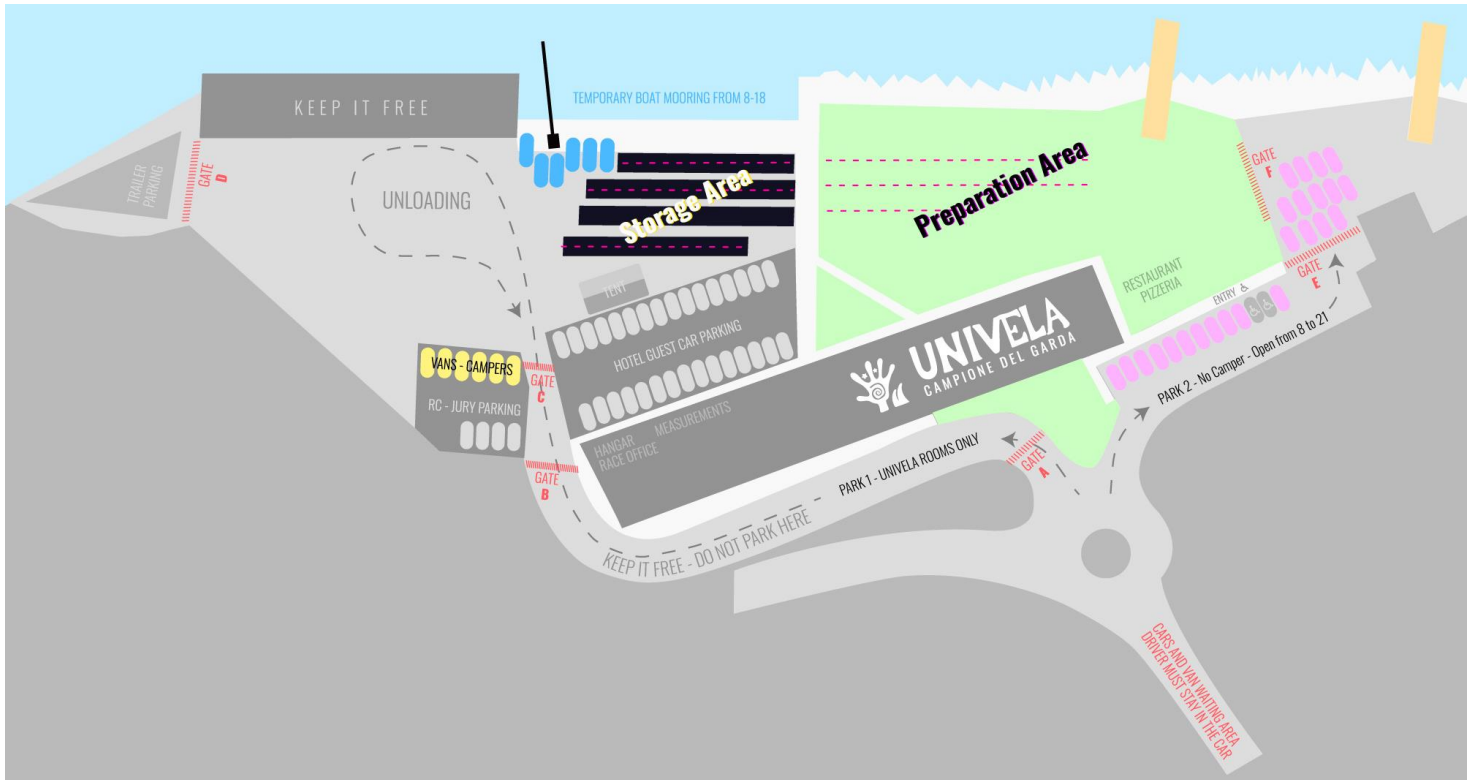 KEEP IT FREE
TEMPORARY BOAT MOORING FROM 8-18
TRAILER
PARKING
GATE
D
UNLOADING
Storage Area
Preparation Area
GATE
F
GATE
E
TENT
RESTAURANT
PIZZERIA
ENTRY
HOTEL GUEST CAR PARKING
UNIVELA
CAMPIONE DEL GARDA
VANS - CAMPERS
GATE
C
RC - JURY PARKING
PARK 2 - No Camper - Open from 8 to 21
HANGAR
RACE OFFICE
MEASUREMENTS
GATE
B
PARK 1 - UNIVELA ROOMS ONLY
GATE
A
KEEP IT FREE - DO NOT PARK HERE
CARS AND VAN WAITING AREA
DRIVER MUST STAY IN THE CAR